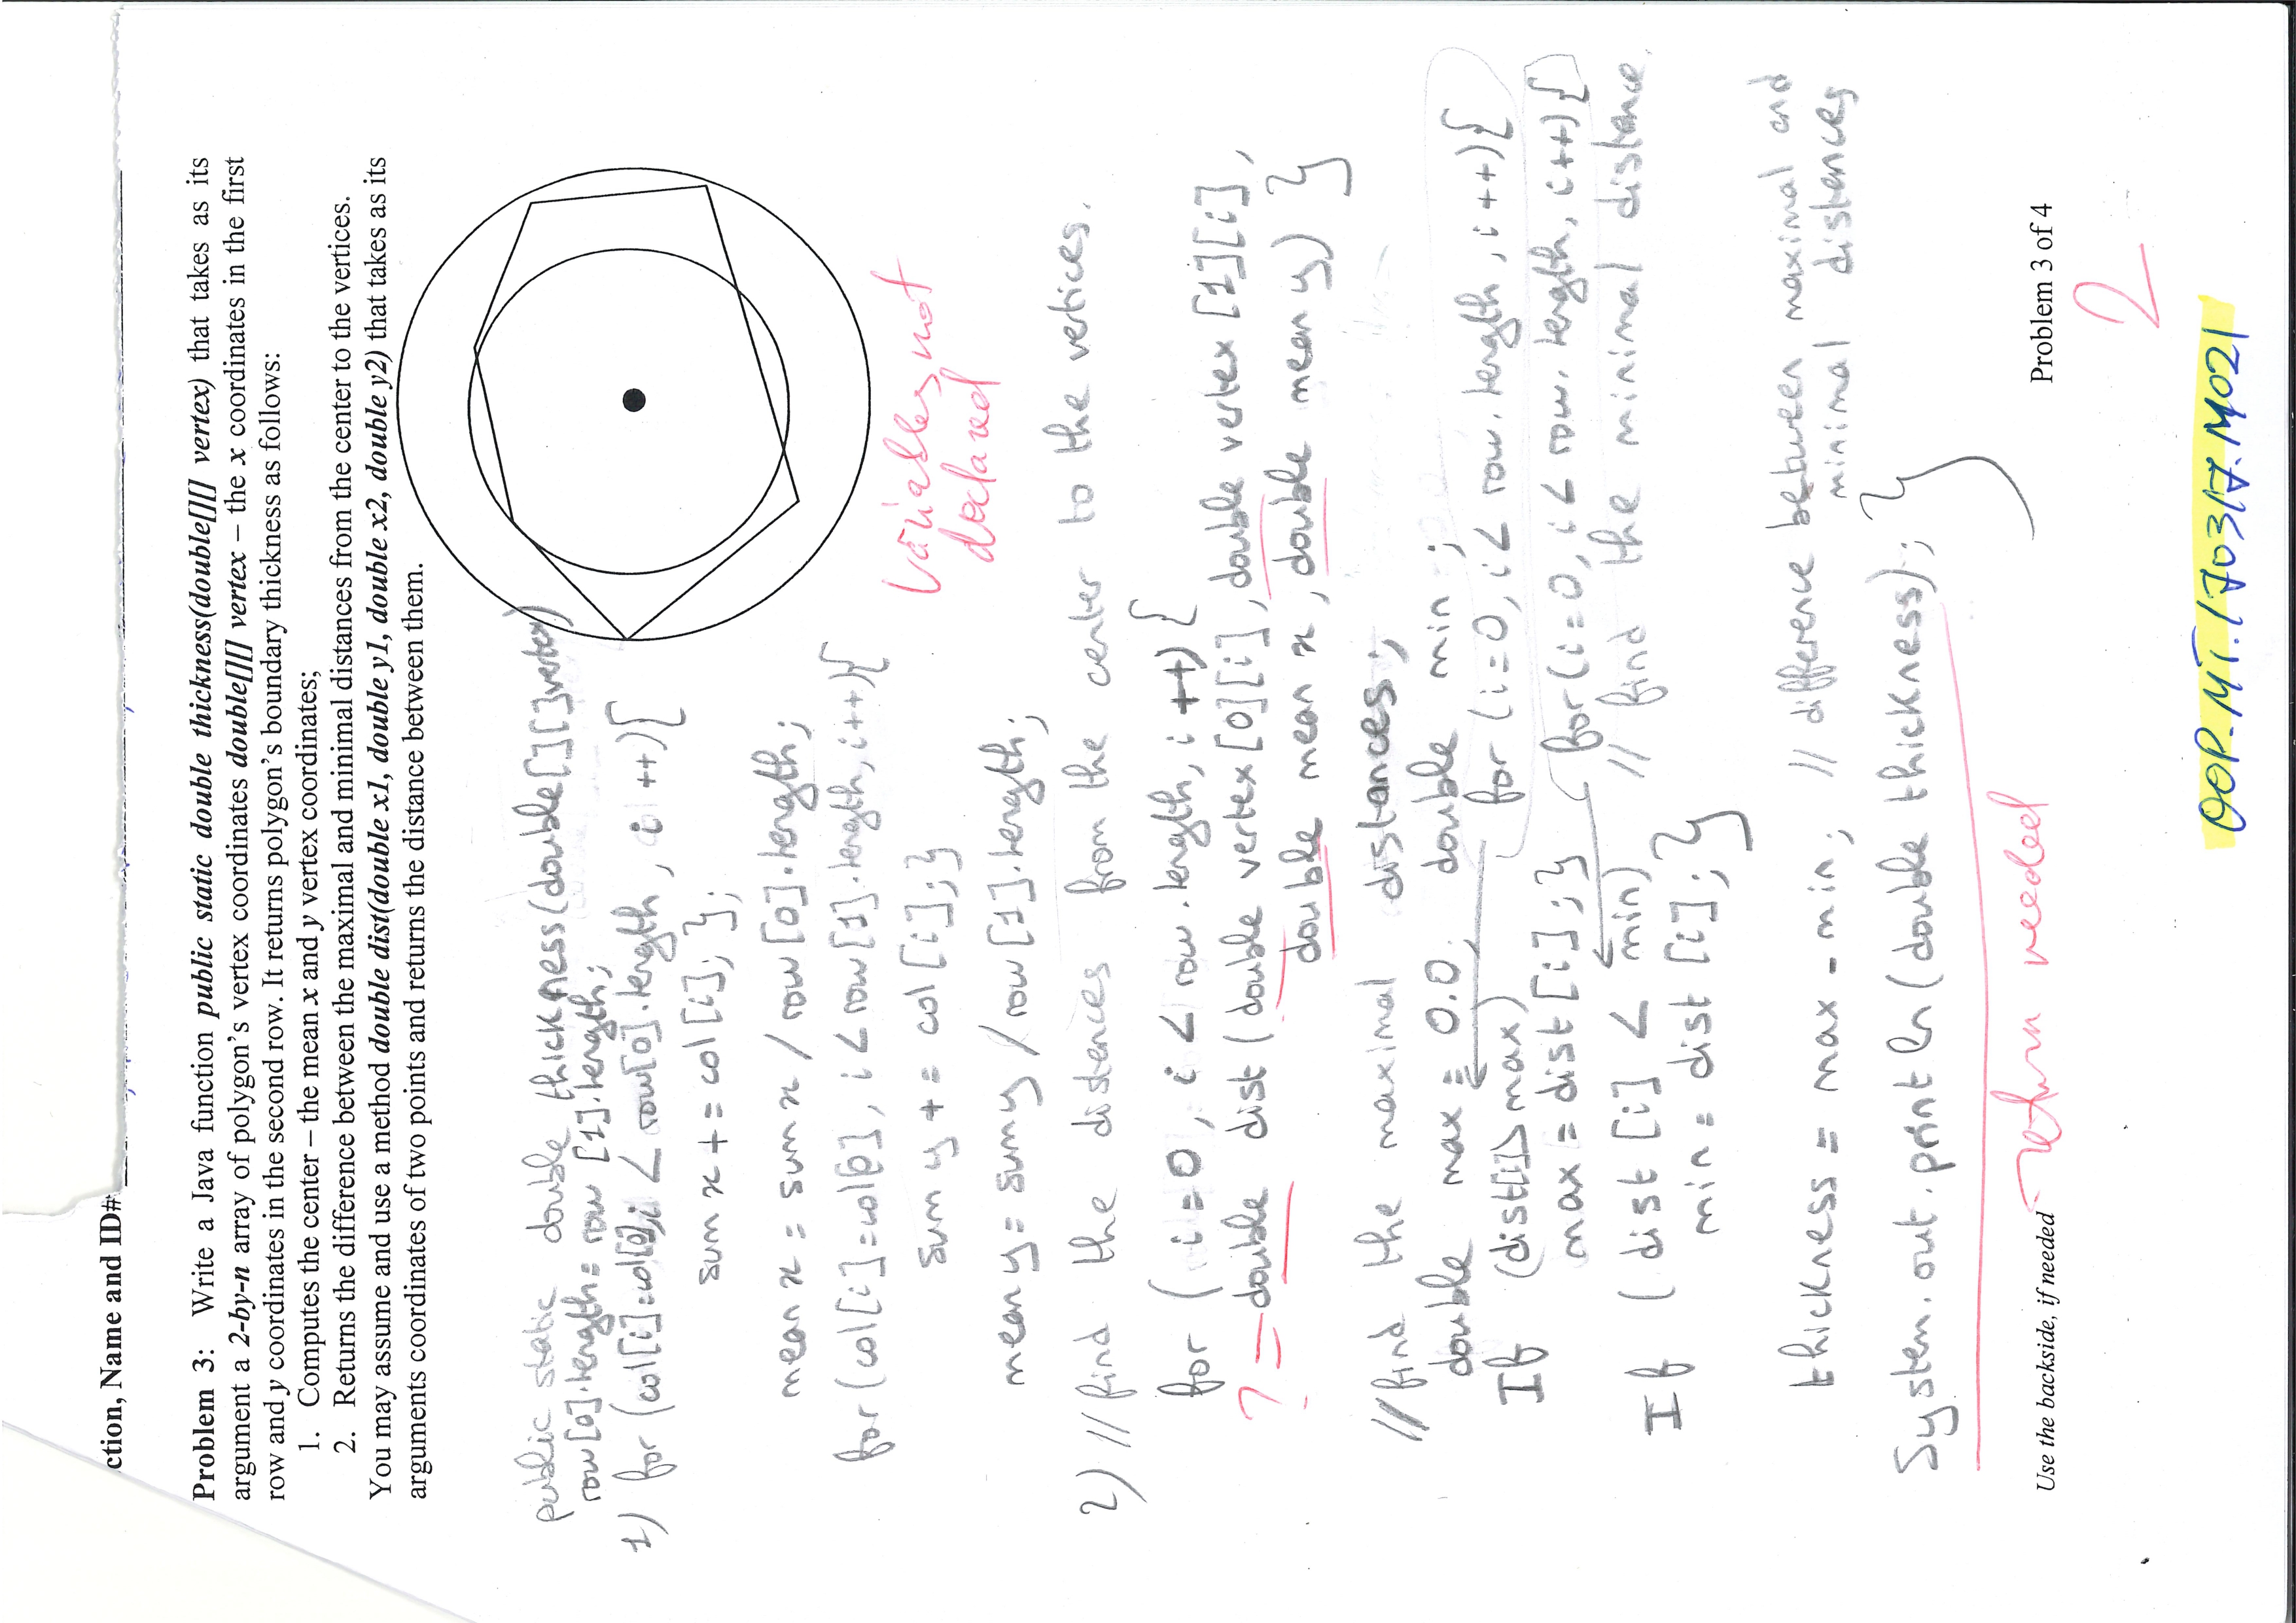 ction, Name and ID#
Problem 3: Write a Java function public static double thickness(double[][] vertex) that takes as its
argument a 2-by-n array of polygon's vertex coordinates double[][] vertex – the x coordinates in the first
row and y coordinates in the second row. It returns polygon's boundary thickness as follows:
1. Computes the center – the mean x and y vertex coordinates;
2. Returns the difference between the maximal and minimal distances from the center to the vertices.
You may assume and use a method double dist(double x1, double y1, double x2, double y2) that takes as its
arguments coordinates of two points and returns the distance between them.
public static double thickness(double[][]vertex)
row[0].length= row [1].length;
1) for (col[i]=col[0],i < row[0].length, i ++){
sum x += col[i]; };
mean x = sum x / row[0].length;
for (col[i]=col[0], i < row[1].length, i++){
sum y += col[i];}
mean y = sum y / row[1].length;
Variables not
declared
2) // find the distences from the center to the vertices.
for ( i=0, i < row.length, i ++) {
? = double dist (double vertex[0][i], double vertex [1][i],
double mean x, double mean y) }
// find the maximal distances;
double max = 0.0; double min ;
for (i=0, i< row.length, i ++){
If (dist[i]> max)
max = dist [i];}
for(i=0, i< row.length, i++){
If ( dist [i] < min) // find the minimal distance
min = dist [i];}
thickness = max - min; // difference between maximal and
minimal distences
System.out.println(double thickness); }
return needed
Use the backside, if needed
Problem 3 of 4
2
OOP.MT.170317.M021